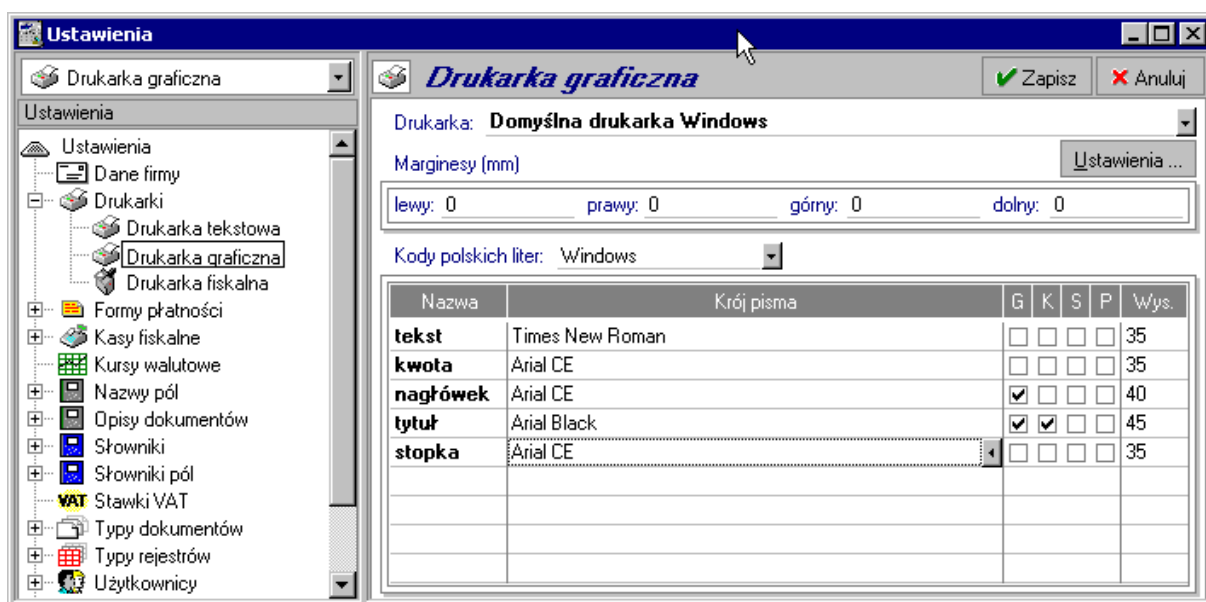 Ustawienia
Drukarka graficzna
Ustawienia
Ustawienia
Dane firmy
Drukarki
Drukarka tekstowa
Drukarka graficzna
Drukarka fiskalna
Formy płatności
Kasy fiskalne
Kursy walutowe
Nazwy pól
Opisy dokumentów
Słowniki
Słowniki pól
VAT Stawki VAT
Typy dokumentów
Typy rejestrów
Użytkownicy
Drukarka graficzna
Zapisz
Anuluj
Drukarka: Domyślna drukarka Windows
Marginesy (mm)
Ustawienia ...
lewy: 0 prawy: 0 górny: 0 dolny: 0
Kody polskich liter: Windows
Nazwa Krój pisma G K S P Wys.
tekst Times New Roman 35
kwota Arial CE 35
nagłówek Arial CE 40
tytuł Arial Black 45
stopka Arial CE 35